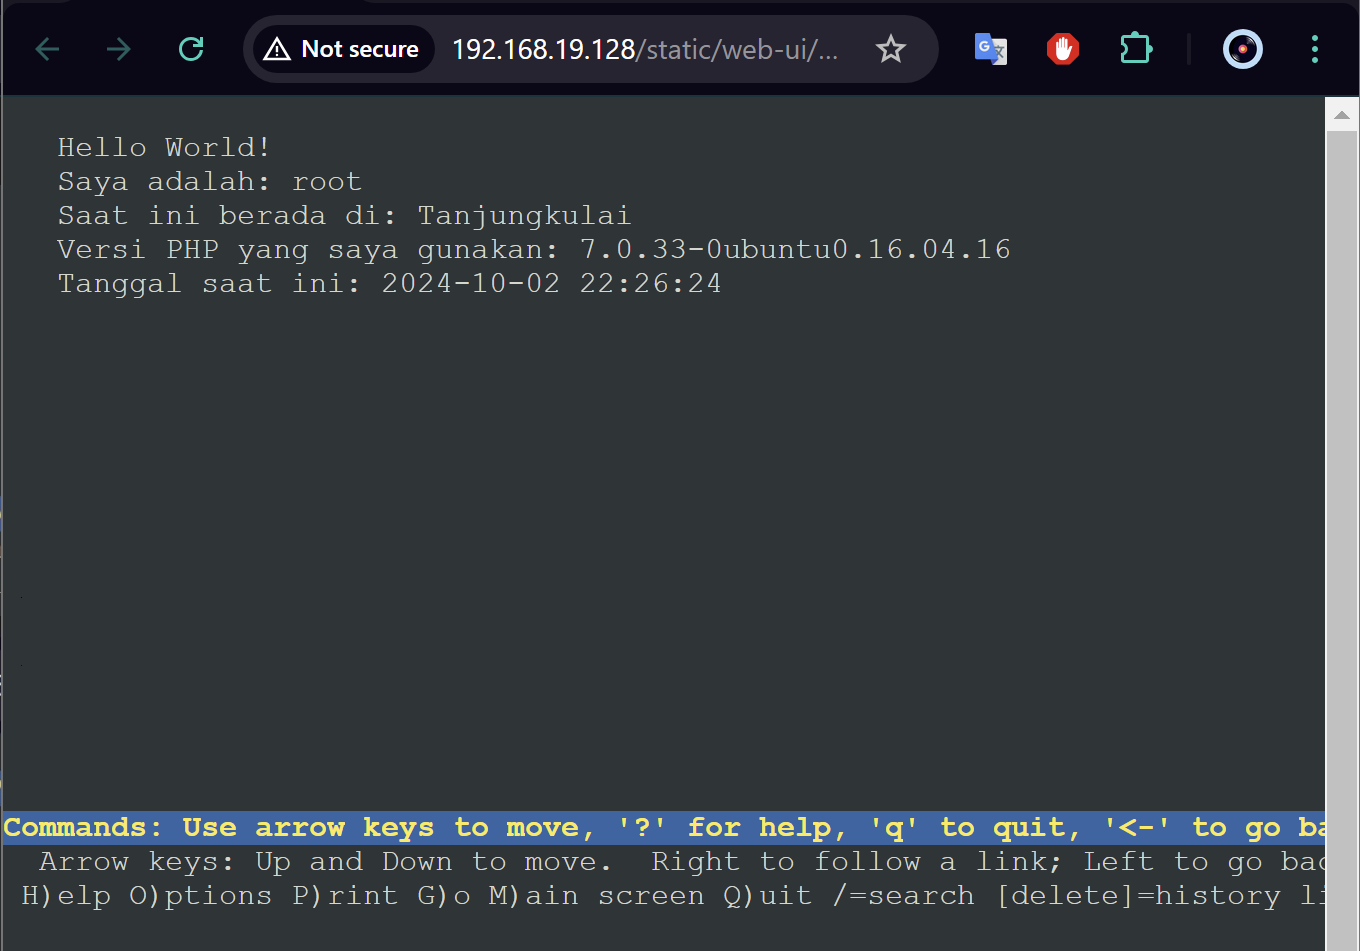 Not secure 192.168.19.128/static/web-ui/...
Hello World!
Saya adalah: root
Saat ini berada di: Tanjungkulai
Versi PHP yang saya gunakan: 7.0.33-0ubuntu0.16.04.16
Tanggal saat ini: 2024-10-02 22:26:24
Commands: Use arrow keys to move, '?' for help, 'q' to quit, '<-' to go ba
Arrow keys: Up and Down to move. Right to follow a link; Left to go bac
H)elp O)ptions P)rint G)o M)ain screen Q)uit /=search [delete]=history li